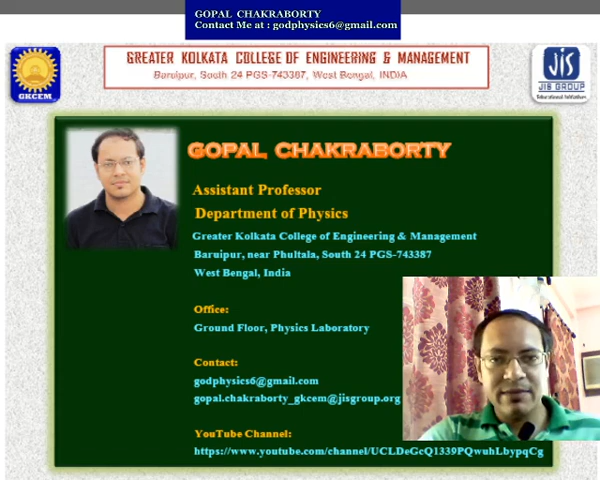 GOPAL CHAKRABORTY
Contact Me at : godphysics6@gmail.com
GREATER KOLKATA COLLEGE OF ENGINEERING & MANAGEMENT
Baruipur, South 24 PGS-743387, West Bengal, INDIA
GKCEM
JIS
JIS GROUP
Educational Initiatives
GOPAL CHAKRABORTY
Assistant Professor
Department of Physics
Greater Kolkata College of Engineering & Management
Baruipur, near Phultala, South 24 PGS-743387
West Bengal, India
Office:
Ground Floor, Physics Laboratory
Contact:
godphysics6@gmail.com
gopal.chakraborty_gkcem@jisgroup.org
YouTube Channel:
https://www.youtube.com/channel/UCLDeGcQ1339PQwuhLbypqCg